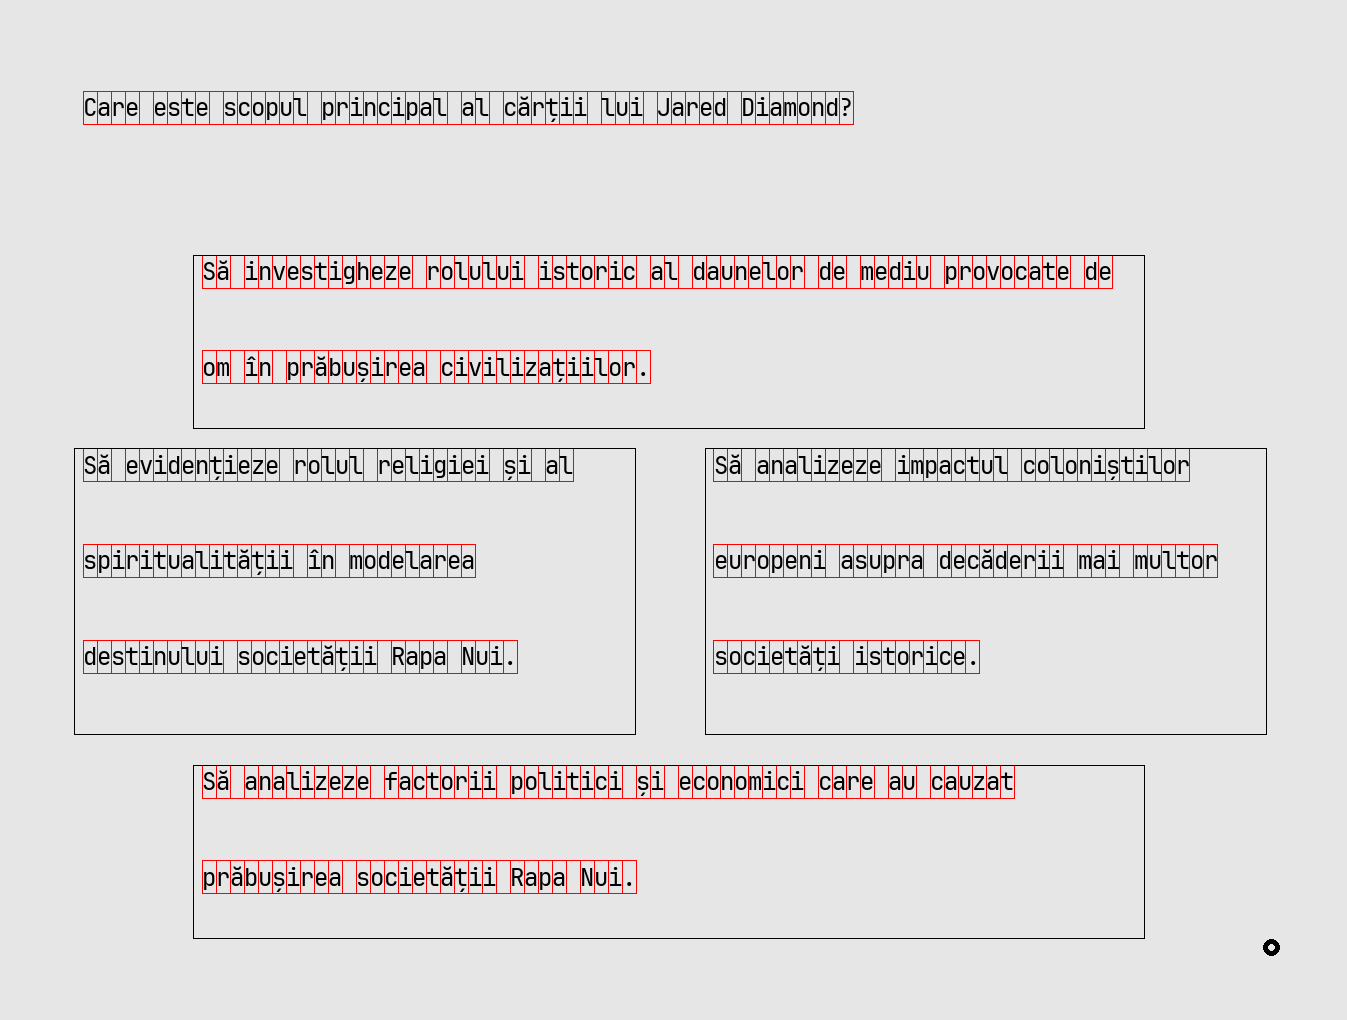 Care este scopul principal al cărții lui Jared Diamond?
Să investigheze rolului istoric al daunelor de mediu provocate de
om în prăbușirea civilizațiilor.
Să evidențieze rolul religiei și al
spiritualității în modelarea
destinului societății Rapa Nui.
Să analizeze impactul coloniștilor
europeni asupra decăderii mai multor
societăți istorice.
Să analizeze factorii politici și economici care au cauzat
prăbușirea societății Rapa Nui.